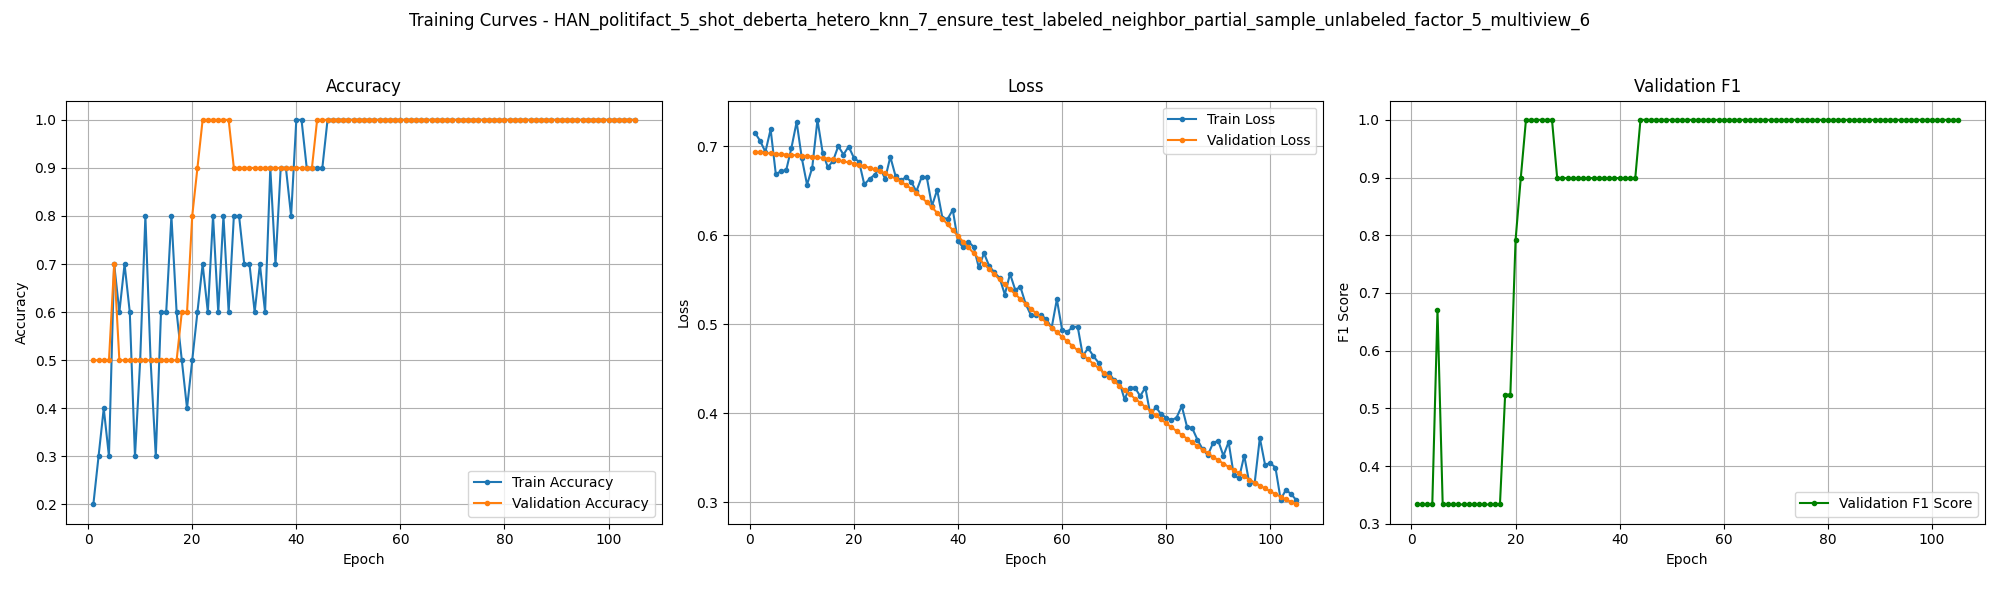 Training Curves - HAN_politifact_5_shot_deberta_hetero_knn_7_ensure_test_labeled_neighbor_partial_sample_unlabeled_factor_5_multiview_6
Accuracy
Accuracy
1.0
0.9
0.8
0.7
0.6
0.5
0.4
0.3
0.2
Train Accuracy
Validation Accuracy
0 20 40 60 80 100
Epoch
Loss
Loss
0.7
0.6
0.5
0.4
0.3
Train Loss
Validation Loss
0 20 40 60 80 100
Epoch
Validation F1
F1 Score
1.0
0.9
0.8
0.7
0.6
0.5
0.4
0.3
Validation F1 Score
0 20 40 60 80 100
Epoch